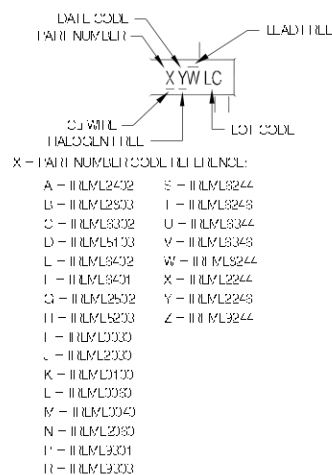 DATE CODE
PART NUMBER
LEAD FREE
X Y W LC
Cu WIRE
HALOGEN FREE
LOT CODE
X = PART NUMBER CODE REFERENCE:
A = IRLML2402
B = IRLML2803
C = IRLML6302
D = IRLML5103
E = IRLML6402
F = IRLML6401
G = IRLML2502
H = IRLML5203
I = IRLML0030
J = IRLML2030
K = IRLML0100
L = IRLML0060
M = IRLML0040
N = IRLML2060
P = IRLML9301
R = IRLML9303
S = IRLML6244
T = IRLML6246
U = IRLML6344
V = IRLML6346
W = IRLML8244
X = IRLML2244
Y = IRLML2246
Z = IRLML9244